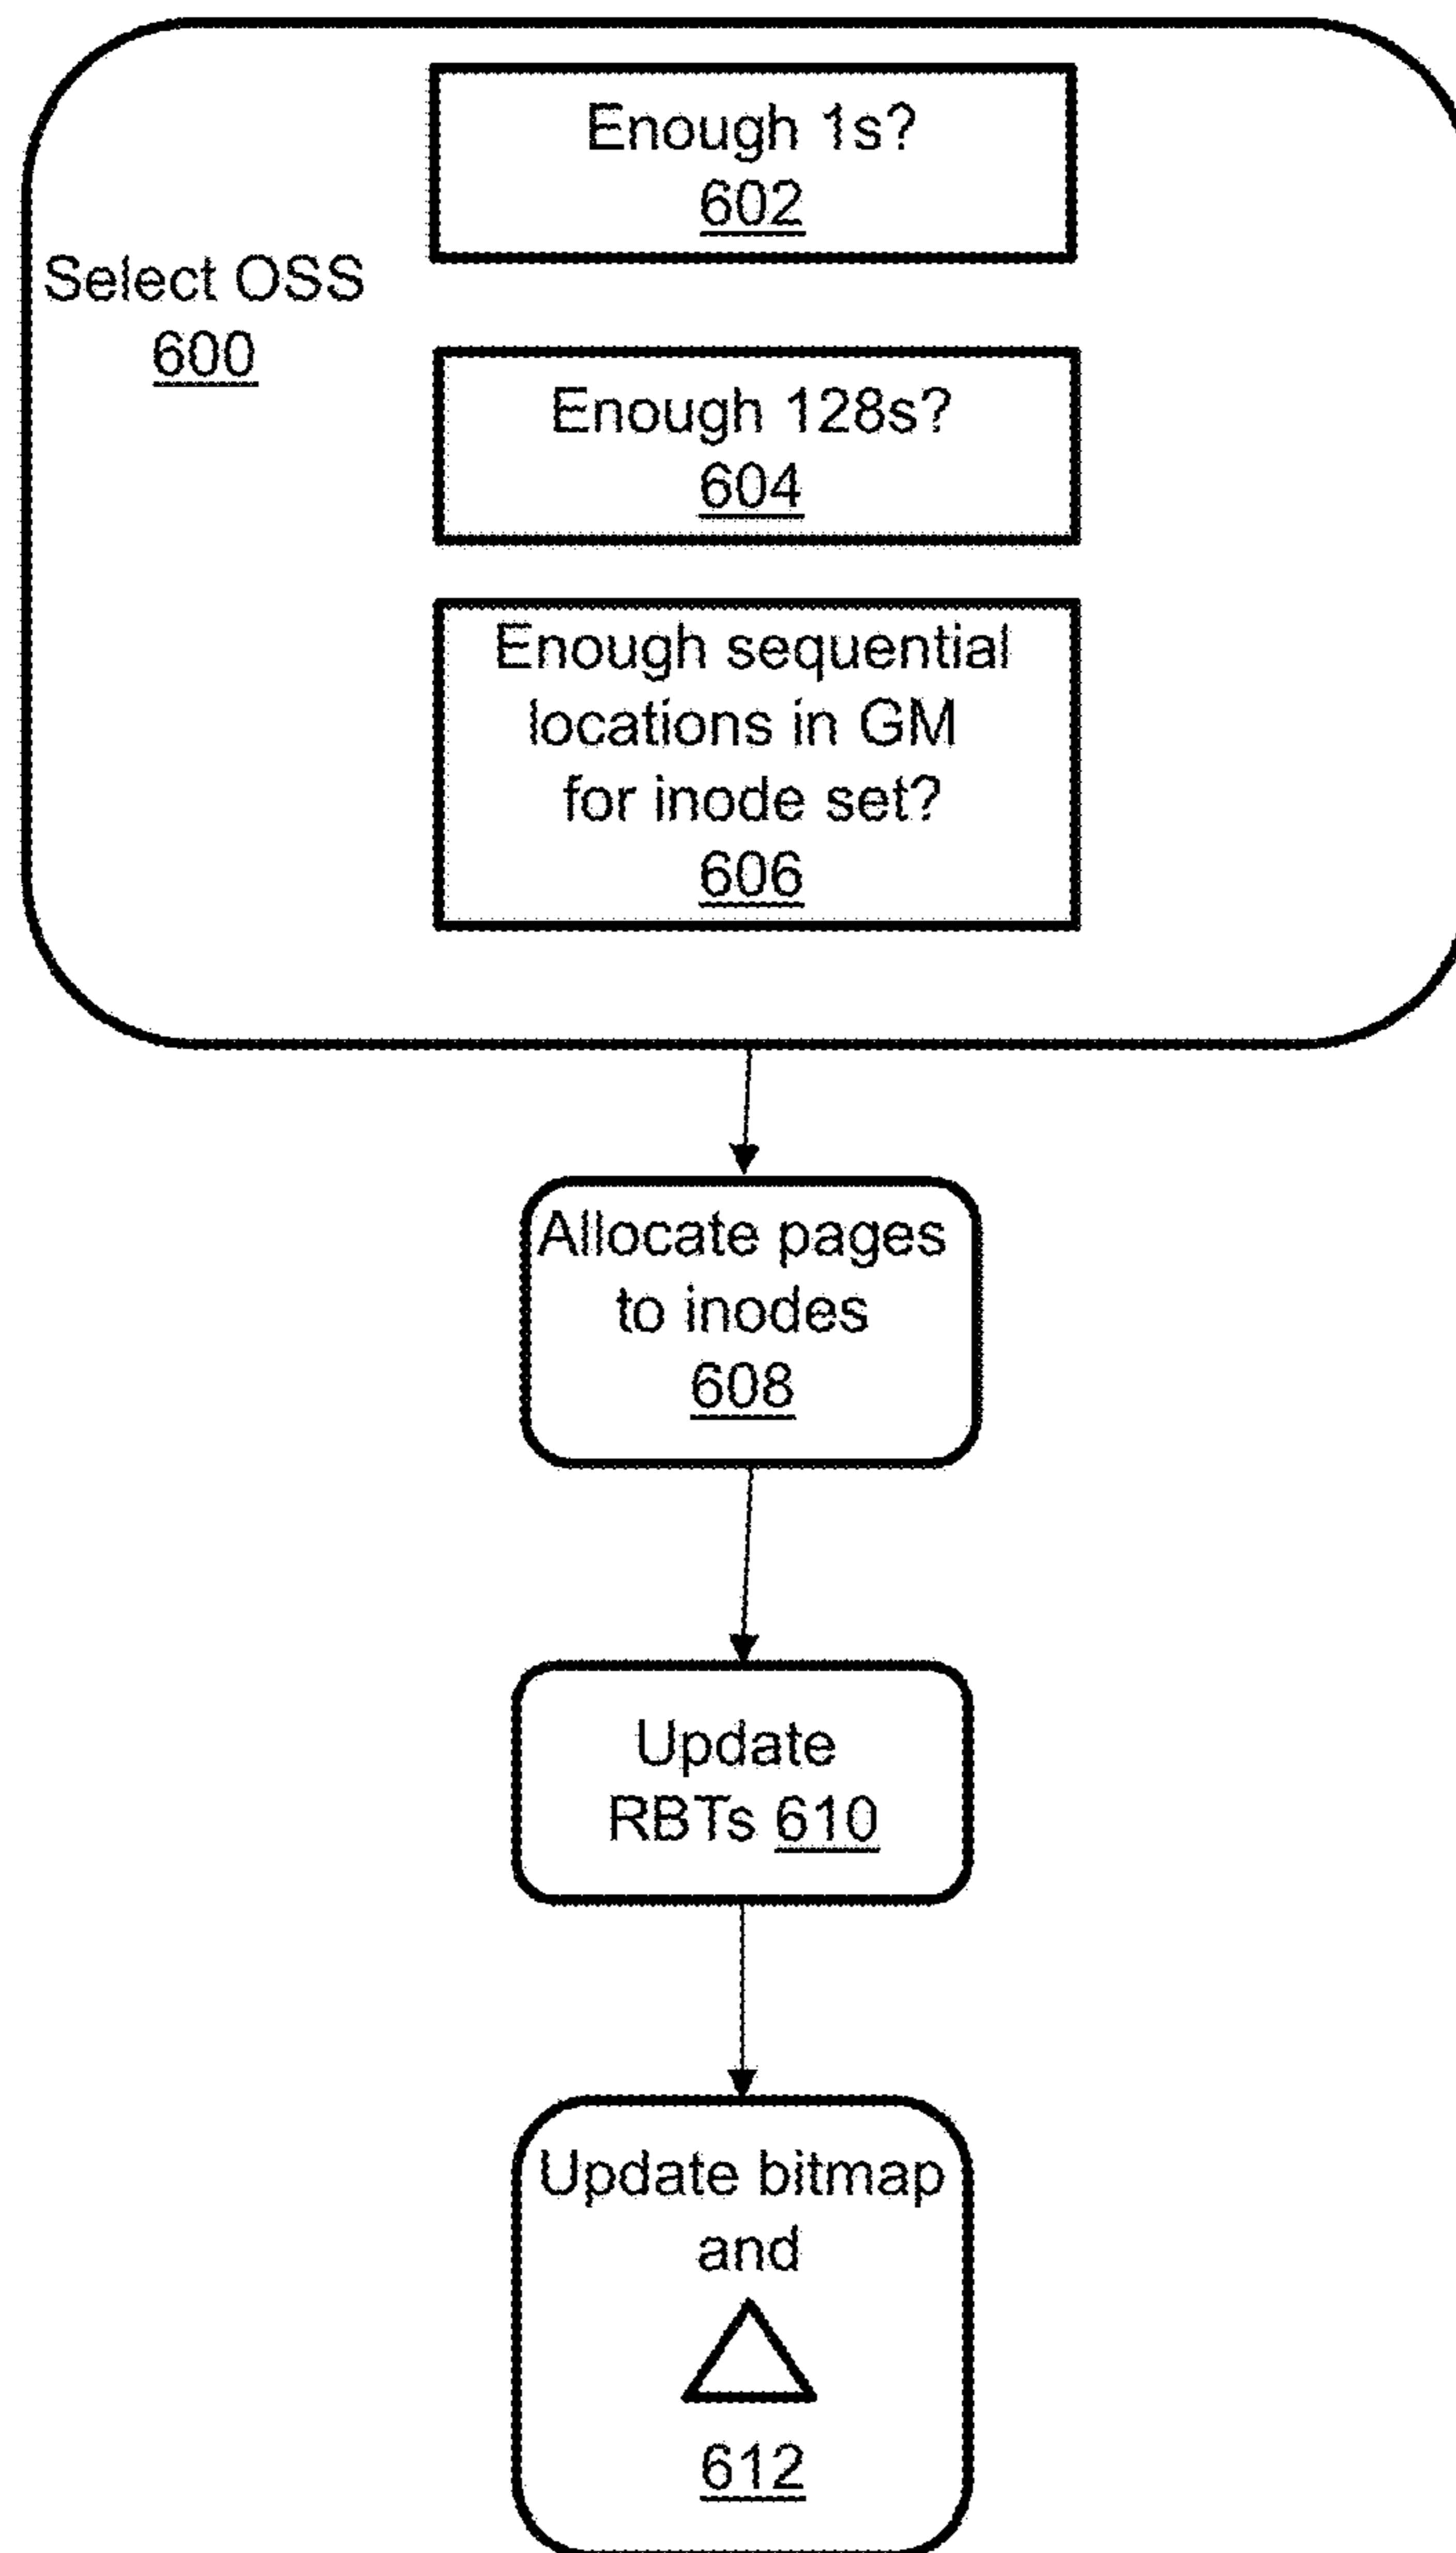 Enough 1s?
602
Select OSS
600
Enough 128s?
604
Enough sequential
locations in GM
for inode set?
606
Allocate pages
to inodes
608
Update
RBTs 610
Update bitmap
and
612